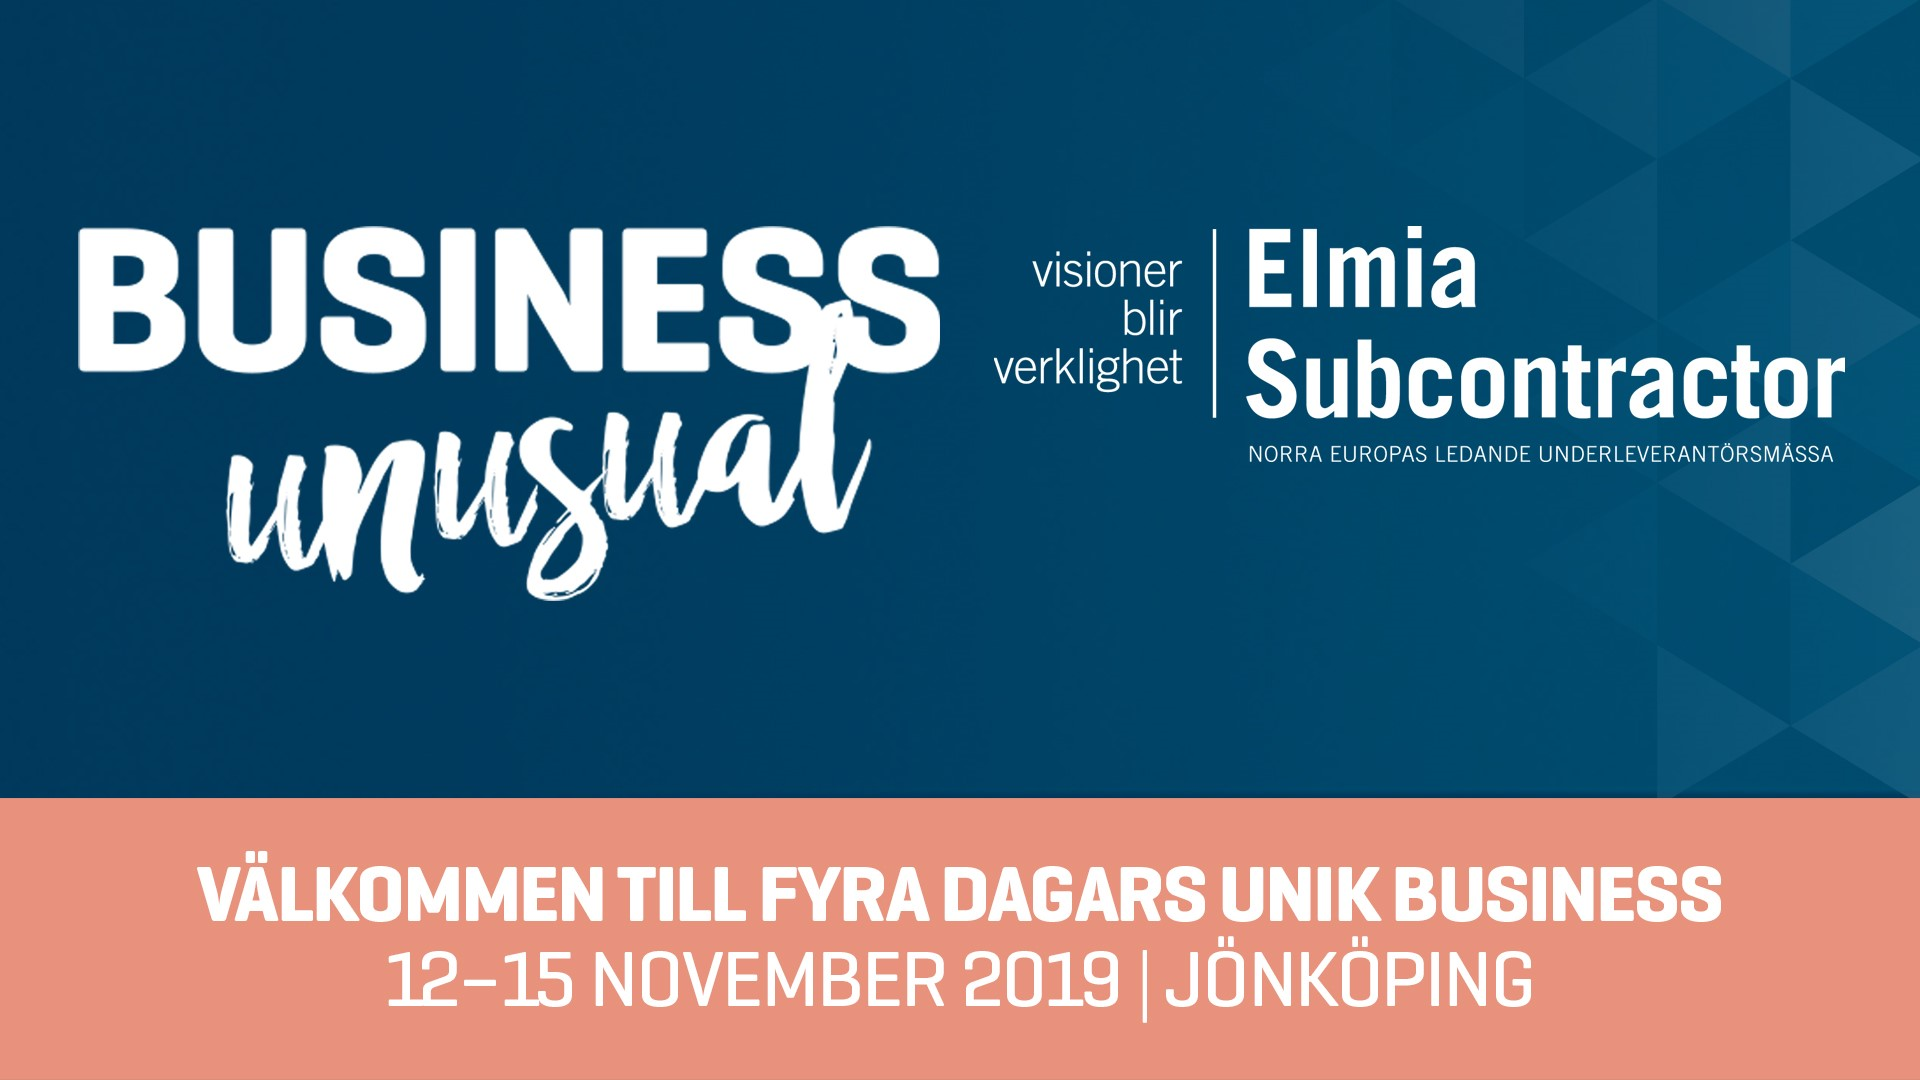 BUSINESS
unusual
visioner
blir
verklighet
Elmia
Subcontractor
NORRA EUROPAS LEDANDE UNDERLEVERANTÖRSMÄSSA
VÄLKOMMEN TILL FYRA DAGARS UNIK BUSINESS
12–15 NOVEMBER 2019 | JÖNKÖPING